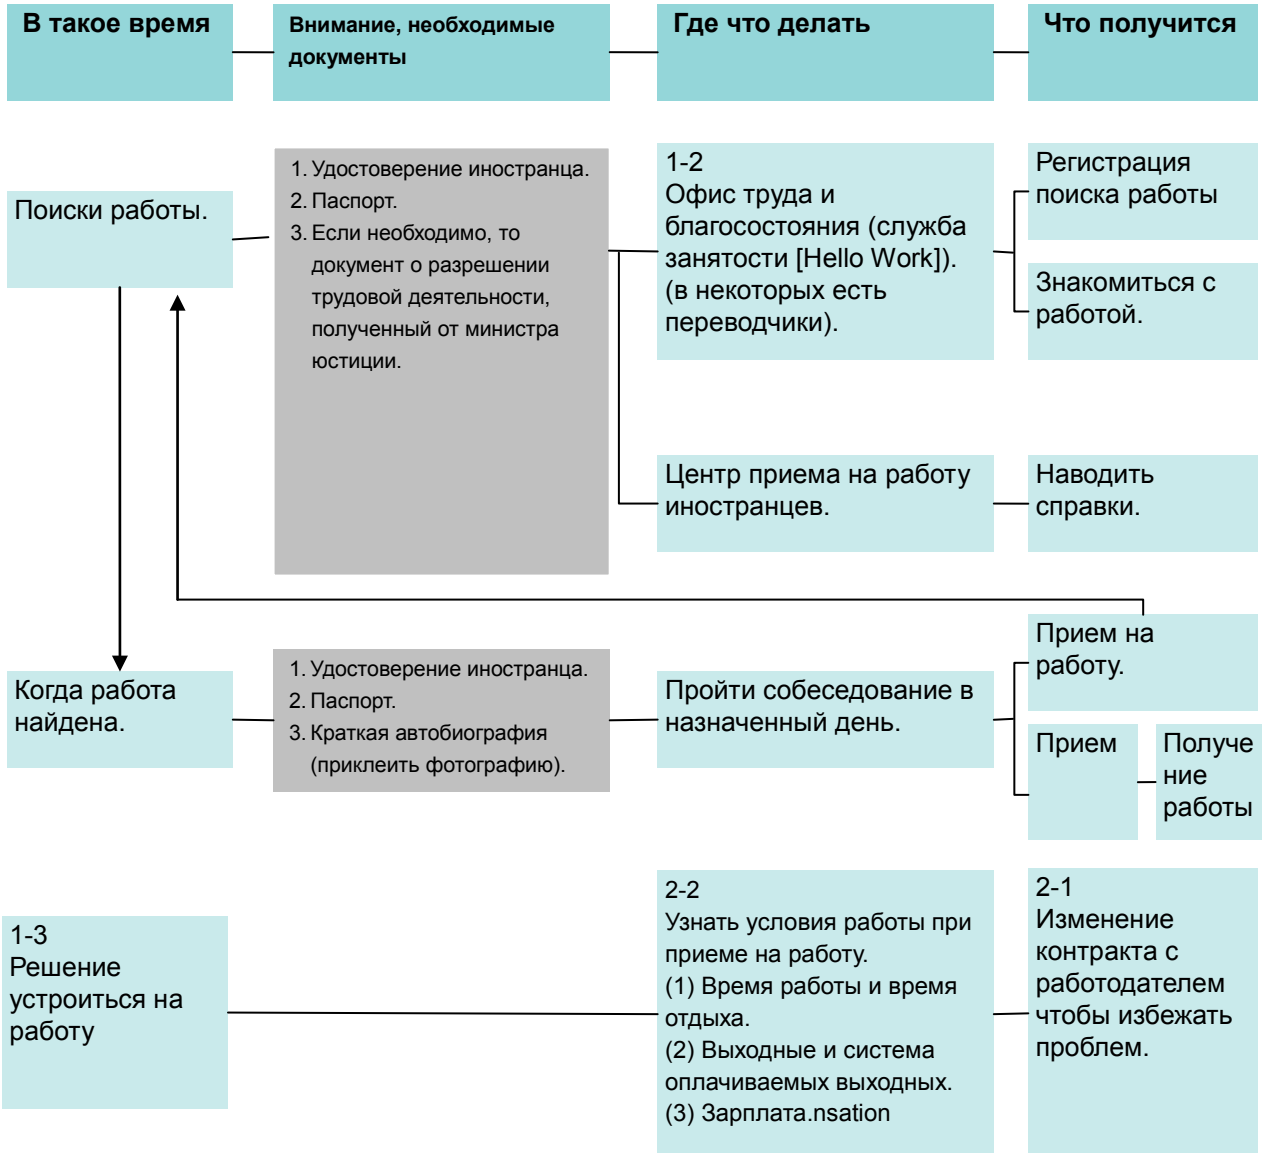 В такое время
Внимание, необходимые
документы
Где что делать
Что получится
Поиски работы.
1. Удостоверение иностранца.
2. Паспорт.
3. Если необходимо, то
документ о разрешении
трудовой деятельности,
полученный от министра
юстиции.
1-2
Офис труда и
благосостояния (служба
занятости [Hello Work]).
(в некоторых есть
переводчики).
Регистрация
поиска работы
Знакомиться с
работой.
Центр приема на работу
иностранцев.
Наводить
справки.
Когда работа
найдена.
1. Удостоверение иностранца.
2. Паспорт.
3. Краткая автобиография
(приклеить фотографию).
Пройти собеседование в
назначенный день.
Прием на
работу.
Прием
Получе
ние
работы
1-3
Решение
устроиться на
работу
2-2
Узнать условия работы при
приеме на работу.
(1) Время работы и время
отдыха.
(2) Выходные и система
оплачиваемых выходных.
(3) Зарплата.nsation
2-1
Изменение
контракта с
работодателем
чтобы избежать
проблем.